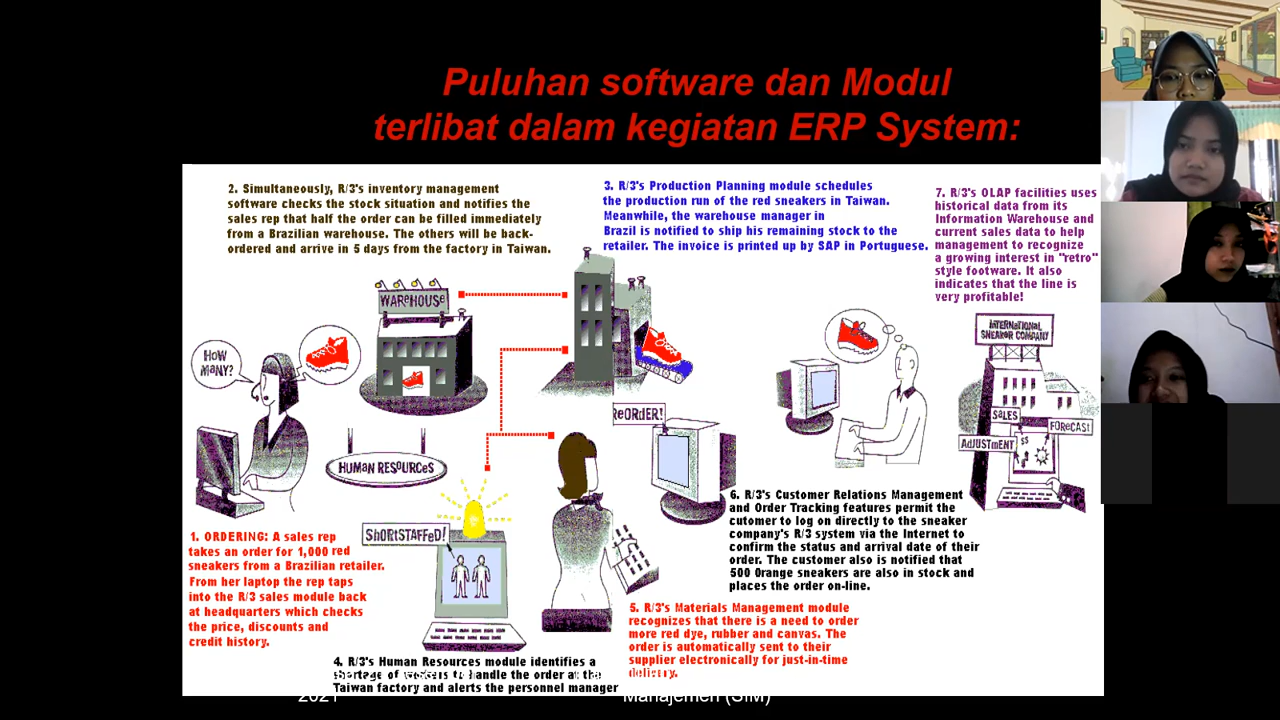 Puluhan software dan Modul
terlibat dalam kegiatan ERP System:
2. Simultaneously, R/3's inventory management
software checks the stock situation and notifies the
sales rep that half the order can be filled immediately
from a Brazilian warehouse. The others will be back-
ordered and arrive in 5 days from the factory in Taiwan.
3. R/3's Production Planning module schedules
the production run of the red sneakers in Taiwan.
Meanwhile, the warehouse manager in
Brazil is notified to ship his remaining stock to the
retailer. The invoice is printed up by SAP in Portuguese.
7. R/3's OLAP facilities uses
historical data from its
Information Warehouse and
current sales data to help
management to recognize
a growing interest in "retro"
style footware. It also
indicates that the line is
very profitable!
WAREHOUSE
HOW
MANY?
INTERNATIONAL
SNEAKER COMPANY
REORDER!
SALES
FORECAST
ADJUSTMENT
$$
HUMAN RESOURCES
SHORTSTAFFED!
1. ORDERING: A sales rep
takes an order for 1,000 red
sneakers from a Brazilian retailer.
From her laptop the rep taps
into the R/3 sales module back
at headquarters which checks
the price, discounts and
credit history.
6. R/3's Customer Relations Management
and Order Tracking features permit the
cutomer to log on directly to the sneaker
company's R/3 system via the Internet to
confirm the status and arrival date of their
order. The customer also is notified that
500 Orange sneakers are also in stock and
places the order on-line.
5. R/3's Materials Management module
recognizes that there is a need to order
more red dye, rubber and canvas. The
order is automatically sent to their
supplier electronically for just-in-time
delivery.
4. R/3's Human Resources module identifies a
shortage of workers to handle the order at the
Taiwan factory and alerts the personnel manager
Manajemen (SIM)